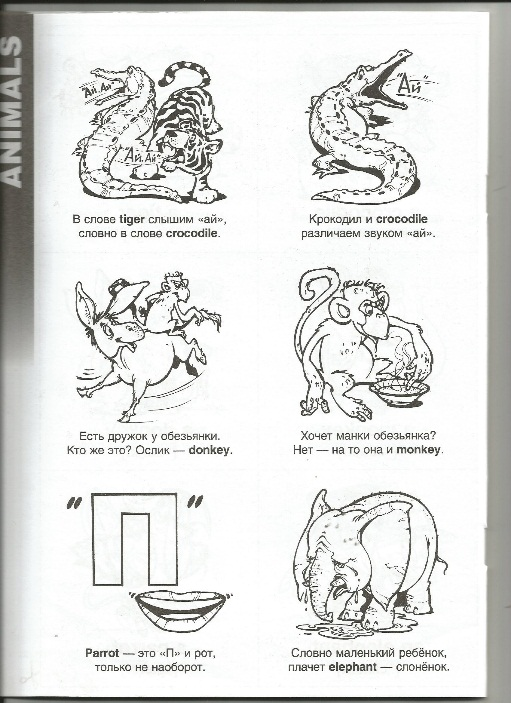 ANIMALS
"Ай, Ай"
"Ай, Ай"
В слове tiger слышим «ай»,
словно в слове crocodile.
"Ай"
Крокодил и crocodile
различаем звуком «ай».
Есть дружок у обезьянки.
Кто же это? Ослик — donkey.
Хочет манки обезьянка?
Нет — на то она и monkey.
"П"
Parrot — это «П» и рот,
только не наоборот.
Словно маленький ребёнок,
плачет elephant — слонёнок.